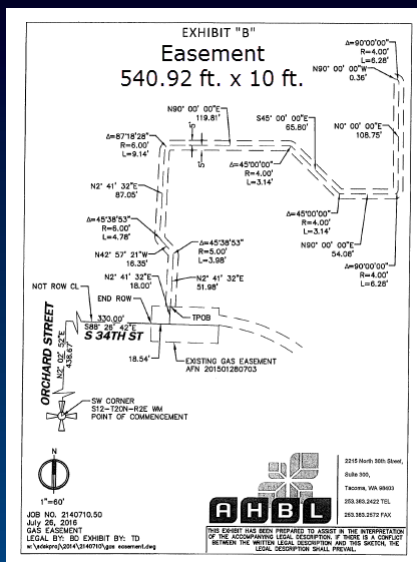 EXHIBIT "B"
Easement
540.92 ft. x 10 ft.
Δ=90°00'00"
R=4.00'
L=6.28'
N90° 00' 00"W
0.36'
N90° 00' 00"E
119.81'
S45° 00' 00"E
65.80'
N0° 00' 00"E
108.75'
Δ=87°18'28"
R=6.00'
L=9.14'
5'
5'
Δ=45°00'00"
R=4.00'
L=3.14'
N2° 41' 32"E
87.05'
Δ=45°38'53"
R=6.00'
L=4.78'
Δ=45°38'53"
R=5.00'
L=3.98'
Δ=45°00'00"
R=4.00'
L=3.14'
N90° 00' 00"E
54.08'
Δ=90°00'00"
R=4.00'
L=6.28'
N42° 57' 21"W
16.35'
N2° 41' 32"E
18.00'
N2° 41' 32"E
51.98'
NOT ROW CL
END ROW
TPOB
330.00'
S88° 28' 42"E
S 34TH ST
18.54'
EXISTING GAS EASEMENT
AFN 201501280703
ORCHARD STREET
N2° 02' 52"E
438.67'
SW CORNER
S12-T20N-R2E WM
POINT OF COMMENCEMENT
N
1"=60'
JOB NO. 2140710.50
July 26, 2016
GAS EASEMENT
LEGAL BY: BD EXHIBIT BY: TD
AHBL
2215 North 30th Street,
Suite 300,
Tacoma, WA 98403
253.383.2422 TEL
253.383.2572 FAX
THIS EXHIBIT HAS BEEN PREPARED TO ASSIST IN THE INTERPRETATION
OF THE ACCOMPANYING LEGAL DESCRIPTION. IF THERE IS A CONFLICT
BETWEEN THE WRITTEN LEGAL DESCRIPTION AND THIS SKETCH, THE
LEGAL DESCRIPTION SHALL PREVAIL.